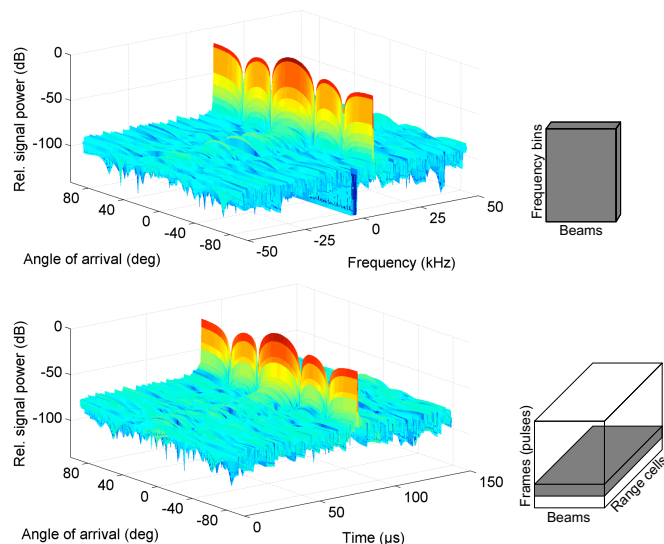 Rel. signal power (dB)
0
-50
-100
80
40
0
-40
-80
Angle of arrival (deg)
-50
-25
0
25
50
Frequency (kHz)
Frequency bins
Beams
Rel. signal power (dB)
0
-50
-100
80
40
0
-40
-80
Angle of arrival (deg)
0
50
100
150
Time (µs)
Frames (pulses)
Beams
Range cells